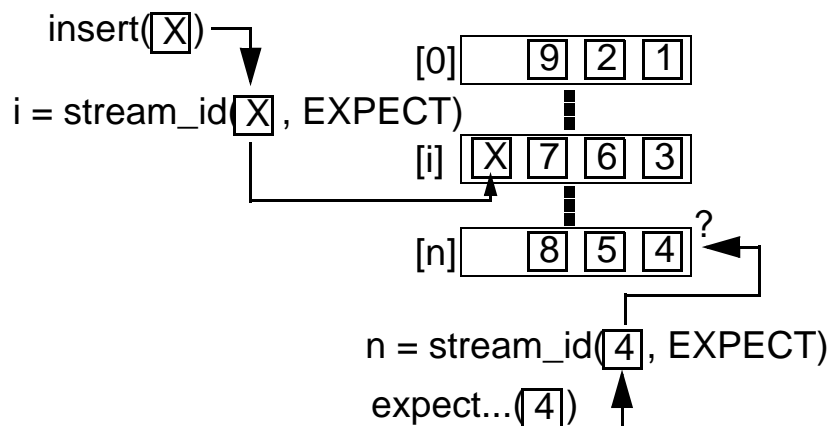 insert(X)
i = stream_id(X , EXPECT)
[0] 9 2 1
[i] X 7 6 3
[n] 8 5 4 ?
n = stream_id(4 , EXPECT)
expect...(4)